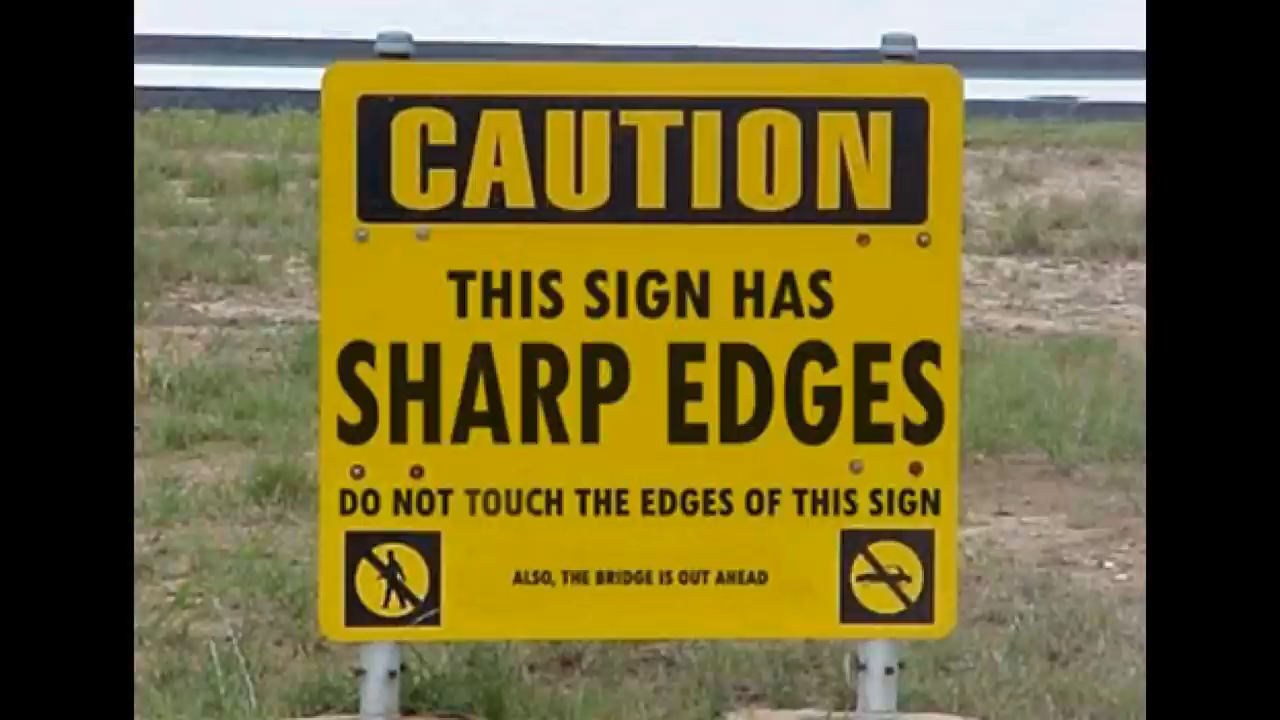 CAUTION
THIS SIGN HAS
SHARP EDGES
DO NOT TOUCH THE EDGES OF THIS SIGN
ALSO, THE BRIDGE IS OUT AHEAD